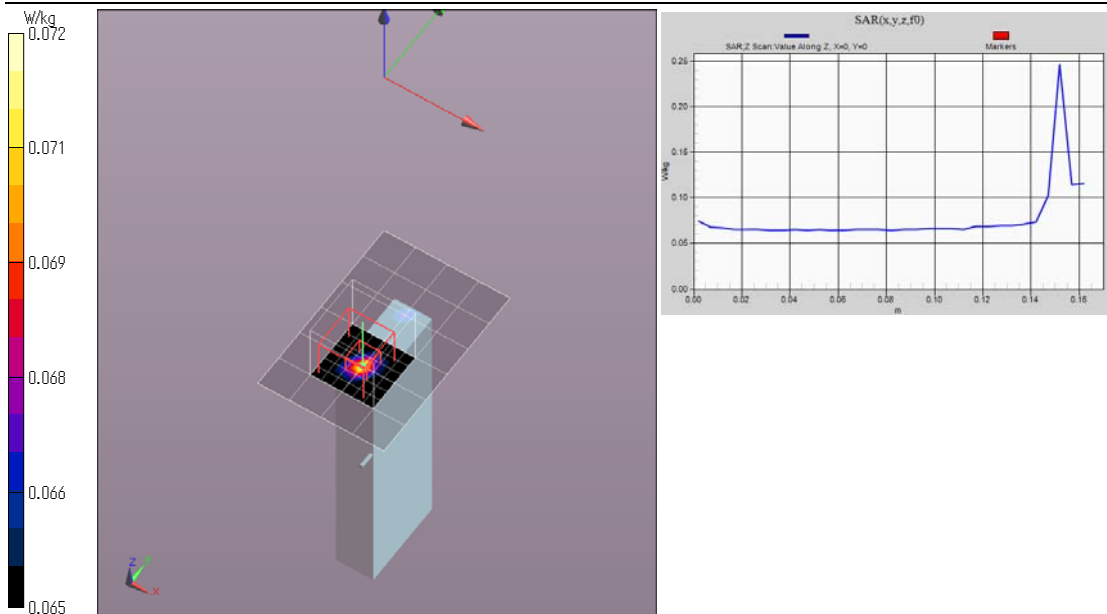 W/kg
0.072
0.071
0.069
0.068
0.066
0.065
z
Y
x
SAR(x,y,z,f0)
SAR;Z Scan:Value Along Z, X=0, Y=0
Markers
0.25
0.20
0.15
0.10
0.05
0.00
W/kg
0.00 0.02 0.04 0.06 0.08 0.10 0.12 0.14 0.16
m